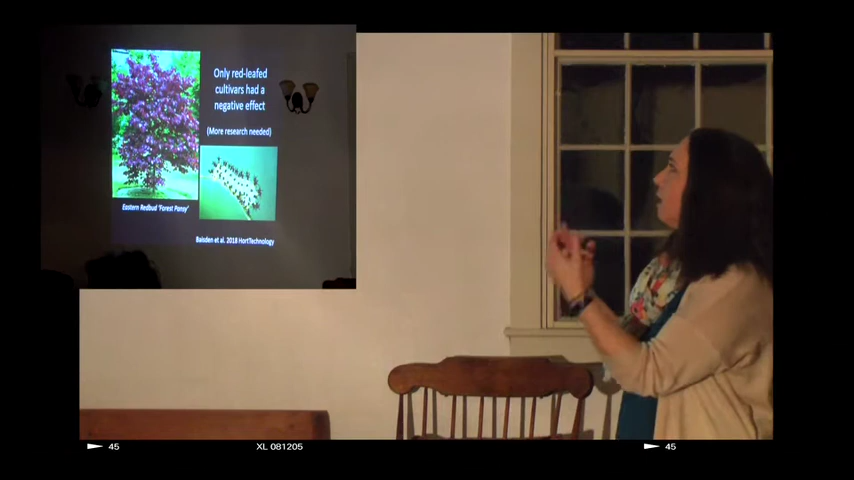 Only red-leafed
cultivars had a
negative effect
(More research needed)
Eastern Redbud 'Forest Pansy'
Baisden et al. 2018 HortTechnology
45
XL 081205
45